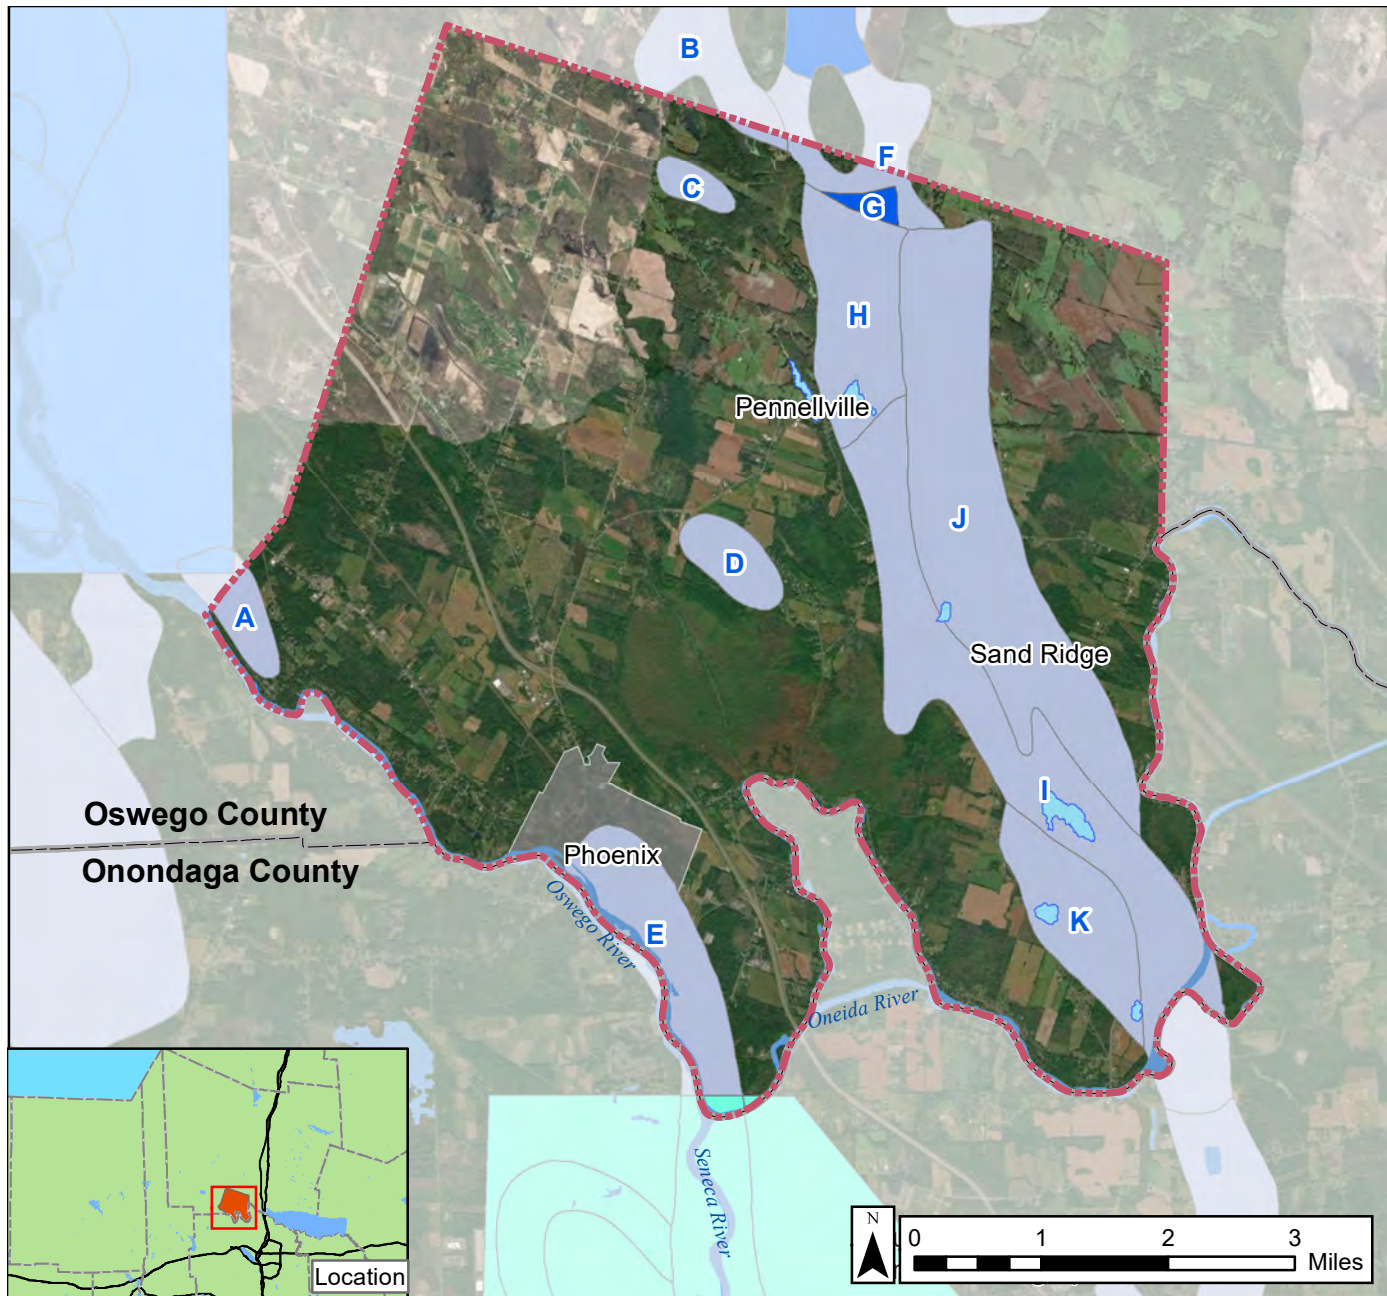 B
F
C
G
H
Pennellville
J
D
A
Sand Ridge
I
Oswego County
Onondaga County
Phoenix
Oswego River
E
K
Oneida River
Seneca River
Location
N
0 1 2 3
Miles